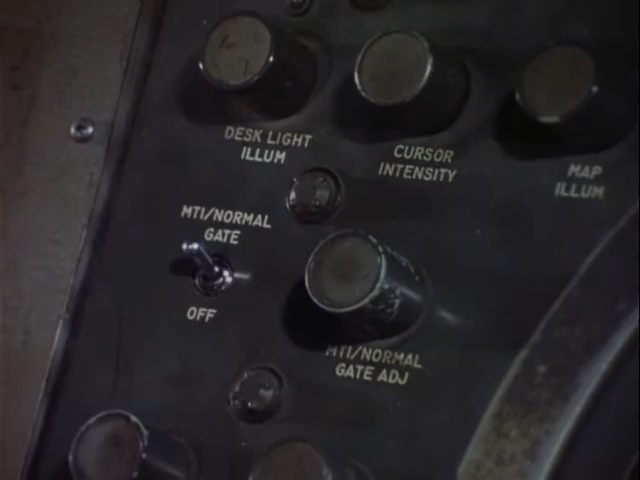 DESK LIGHT
ILLUM
CURSOR
INTENSITY
MAP
ILLUM
MTI/NORMAL
GATE
OFF
MTI/NORMAL
GATE ADJ